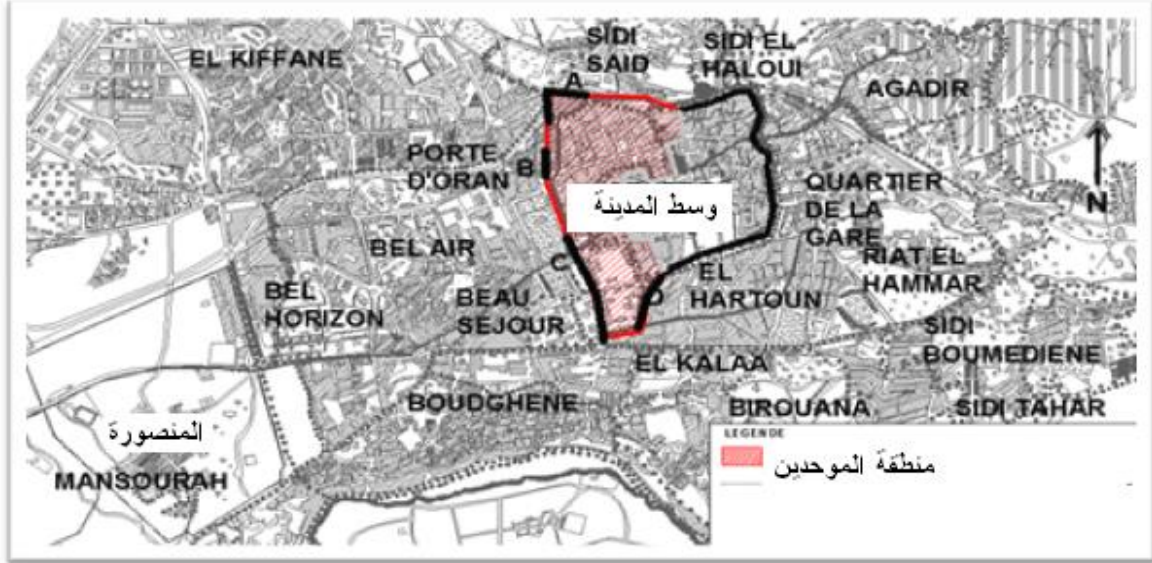 SIDI
SAID
SIDI EL
HALOUI
EL KIFFANE
AGADIR
A
PORTE
D'ORAN
B
QUARTIER
DE LA
GARE
N
وسط المدينة
BEL AIR
C
EL
HARTOUN
RIAT EL
HAMMAR
BEL
HORIZON
BEAU
SEJOUR
D
SIDI
BOUMEDIENE
EL KALAA
BOUDGHENE
BIROUANA
SIDI TAHAR
المنصورة
MANSOURAH
LEGENDE
منطقة الموحدين